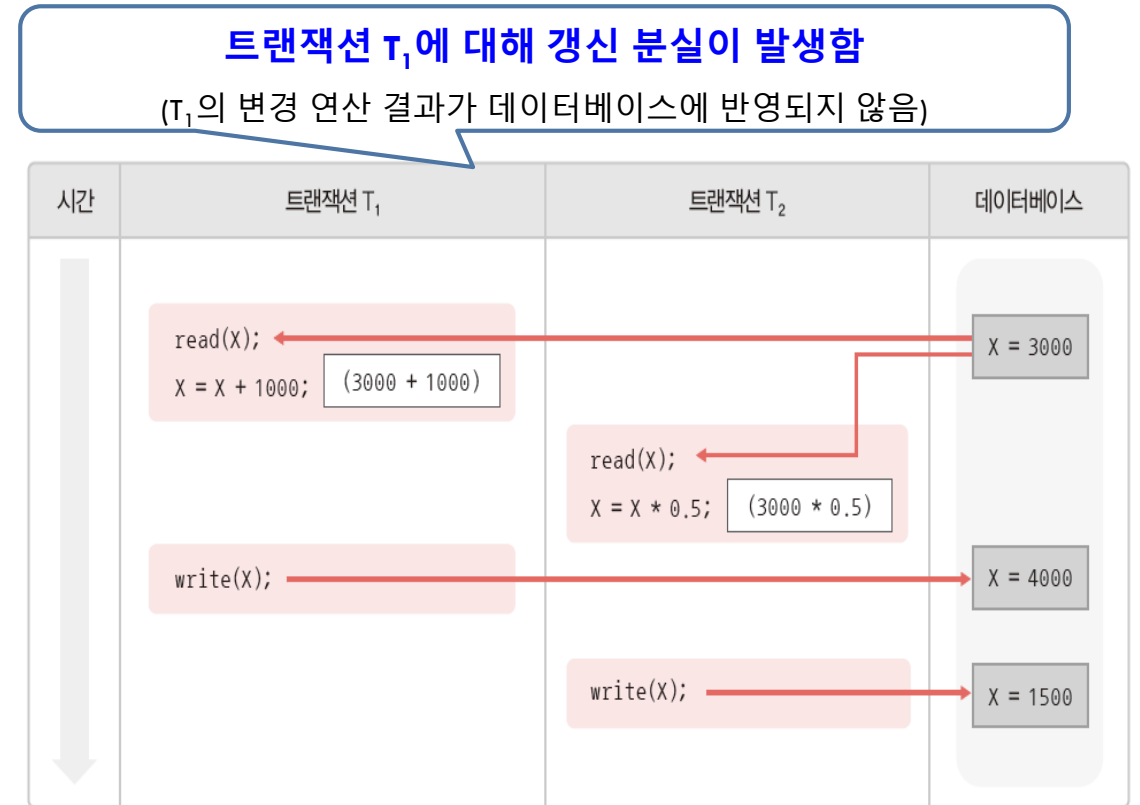 트랜잭션 T₁에 대해 갱신 분실이 발생함
(T₁의 변경 연산 결과가 데이터베이스에 반영되지 않음)
시간 트랜잭션 T₁ 트랜잭션 T₂ 데이터베이스
read(X);
X = 3000
X = X + 1000; (3000 + 1000)
read(X);
X = X * 0.5; (3000 * 0.5)
write(X); X = 4000
write(X); X = 1500